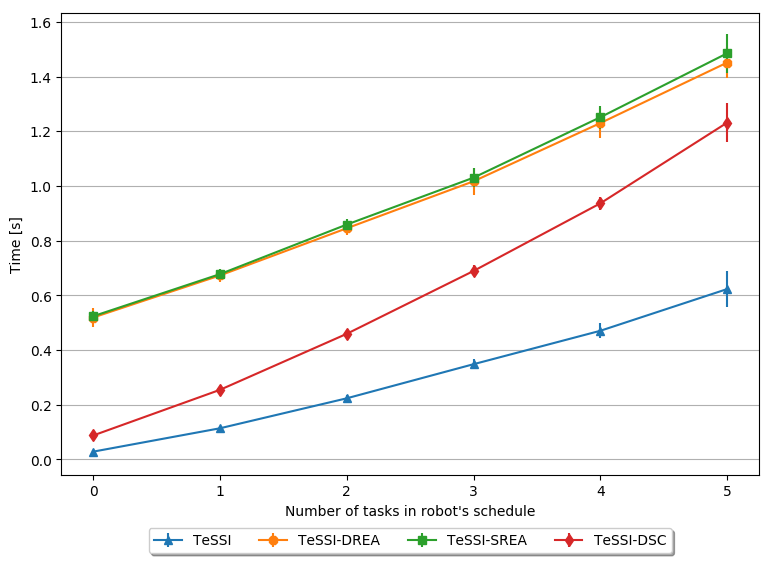 1.6
1.4
1.2
1.0
0.8
0.6
0.4
0.2
0.0
Time [s]
0 1 2 3 4 5
Number of tasks in robot's schedule
TeSSI TeSSI-DREA TeSSI-SREA TeSSI-DSC